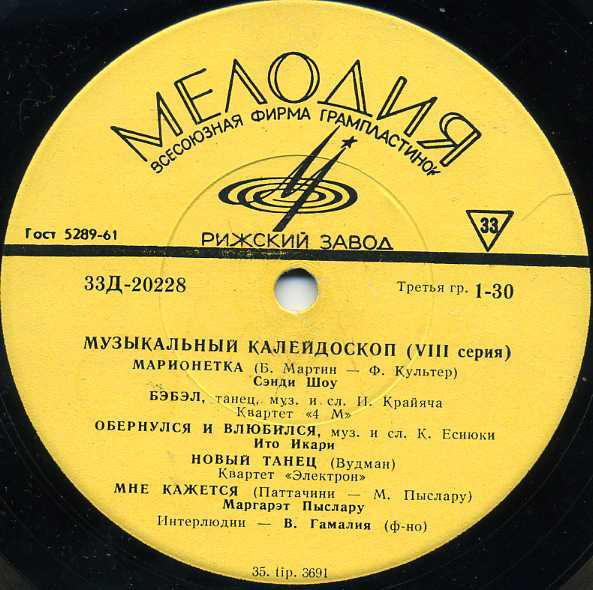 МЕЛОДИЯ
ВСЕСОЮЗНАЯ ФИРМА ГРАМПЛАСТИНОК
Гост 5289-61
РИЖСКИЙ ЗАВОД
33
33Д-20228
Третья гр. 1-30
МУЗЫКАЛЬНЫЙ КАЛЕЙДОСКОП (VIII серия)
МАРИОНЕТКА (Б. Мартин — Ф. Культер)
Сэнди Шоу
БЭБЭЛ, танец, муз. и сл. И. Крайяча
Квартет «4 М»
ОБЕРНУЛСЯ И ВЛЮБИЛСЯ, муз. и сл. К. Есиюки
Ито Икари
НОВЫЙ ТАНЕЦ (Вудман)
Квартет «Электрон»
МНЕ КАЖЕТСЯ (Паттачини — М. Пыслару)
Маргарэт Пыслару
Интерлюдии — В. Гамалия (ф-но)
35. tip. 3691